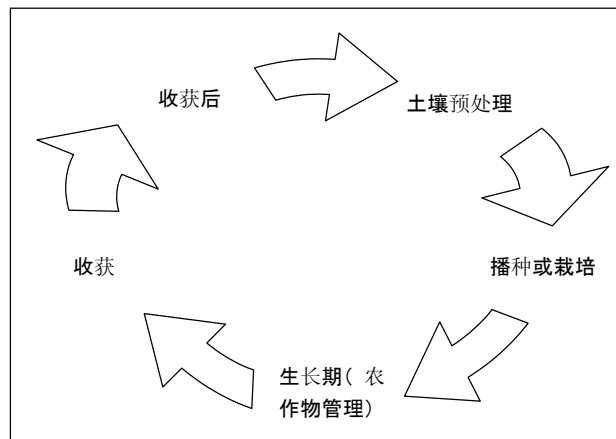 收获后
土壤预处理
播种或栽培
生长期( 农
作物管理)
收获